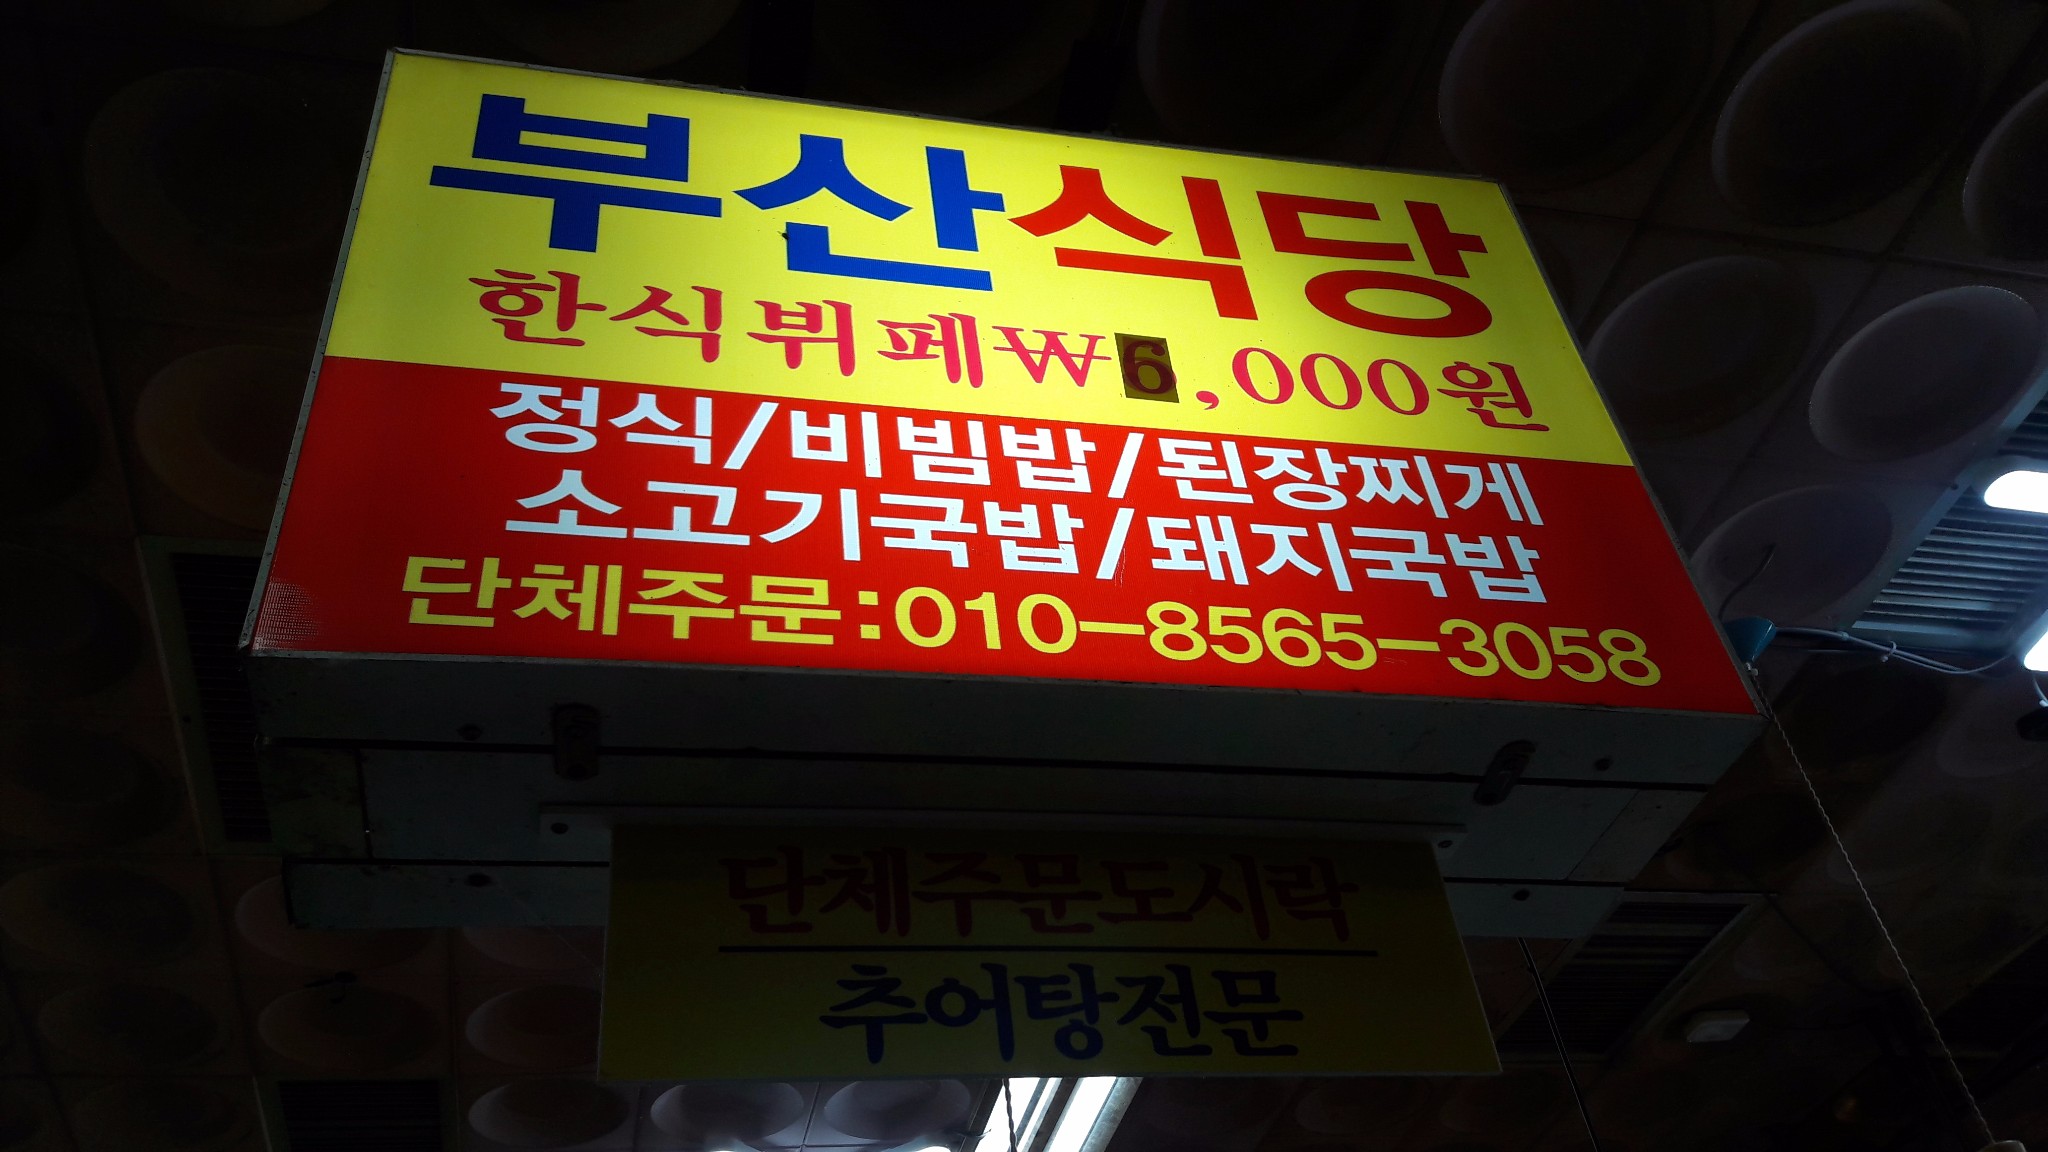 부산식당
한식뷔페₩6,000원
정식/비빔밥/된장찌게
소고기국밥/돼지국밥
단체주문:010-8565-3058
단체주문도시락
추어탕전문